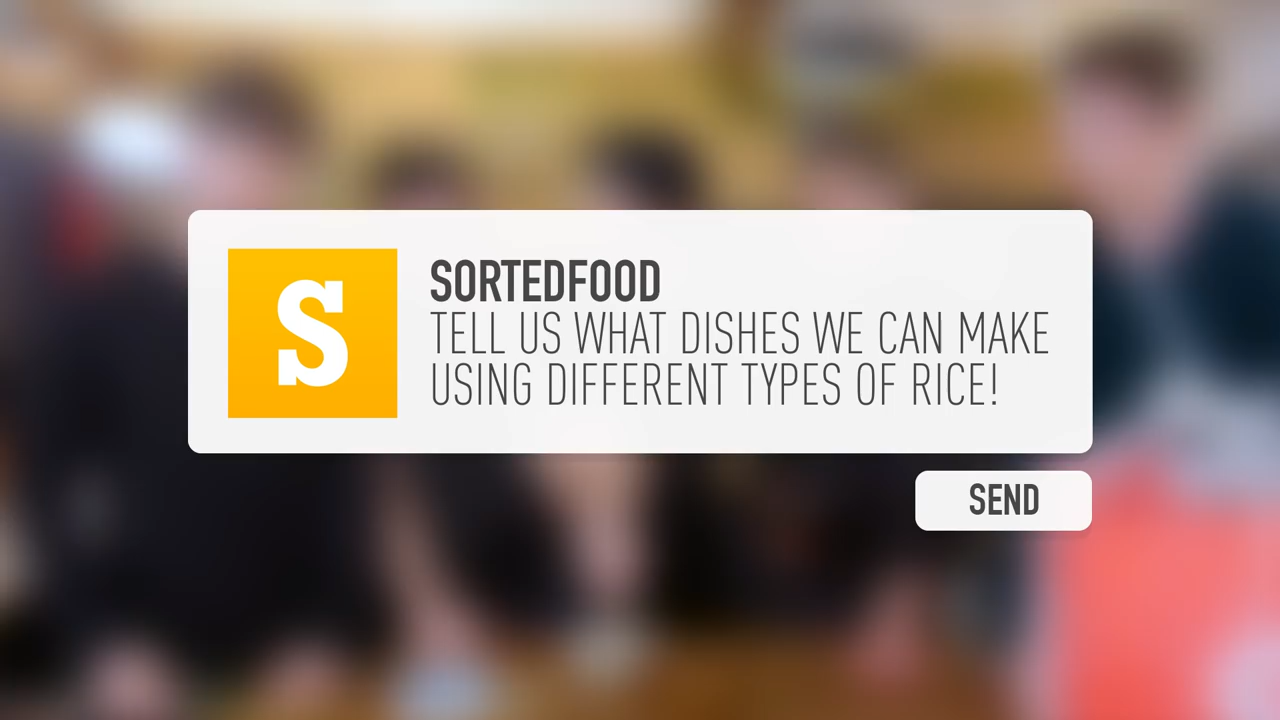 S
SORTEDFOOD
TELL US WHAT DISHES WE CAN MAKE
USING DIFFERENT TYPES OF RICE!
SEND